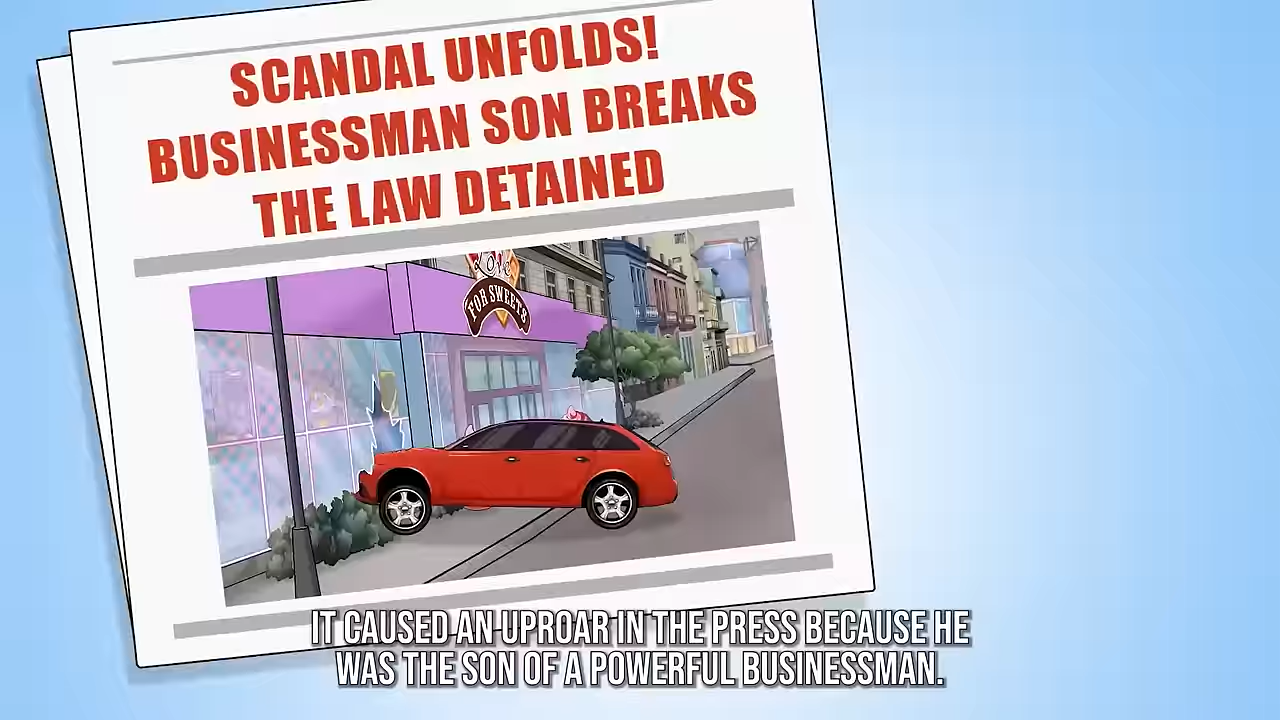 SCANDAL UNFOLDS!
BUSINESSMAN SON BREAKS
THE LAW DETAINED
Love
FOR SWEETS
IT CAUSED AN UPROAR IN THE PRESS BECAUSE HE
WAS THE SON OF A POWERFUL BUSINESSMAN.